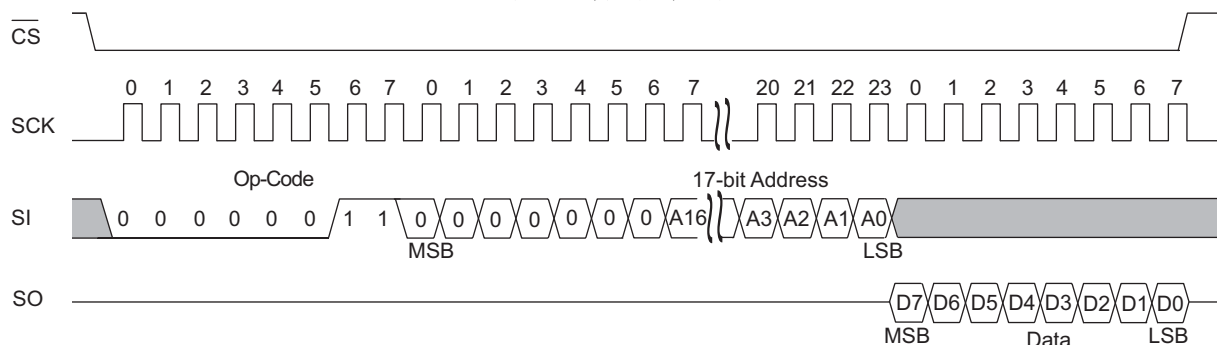 CS
0 1 2 3 4 5 6 7 0 1 2 3 4 5 6 7 20 21 22 23 0 1 2 3 4 5 6 7
SCK
Op-Code 17-bit Address
SI 0 0 0 0 0 0 1 1 0 0 0 0 0 0 0 A16 A3 A2 A1 A0
MSB LSB
SO D7 D6 D5 D4 D3 D2 D1 D0
MSB Data LSB